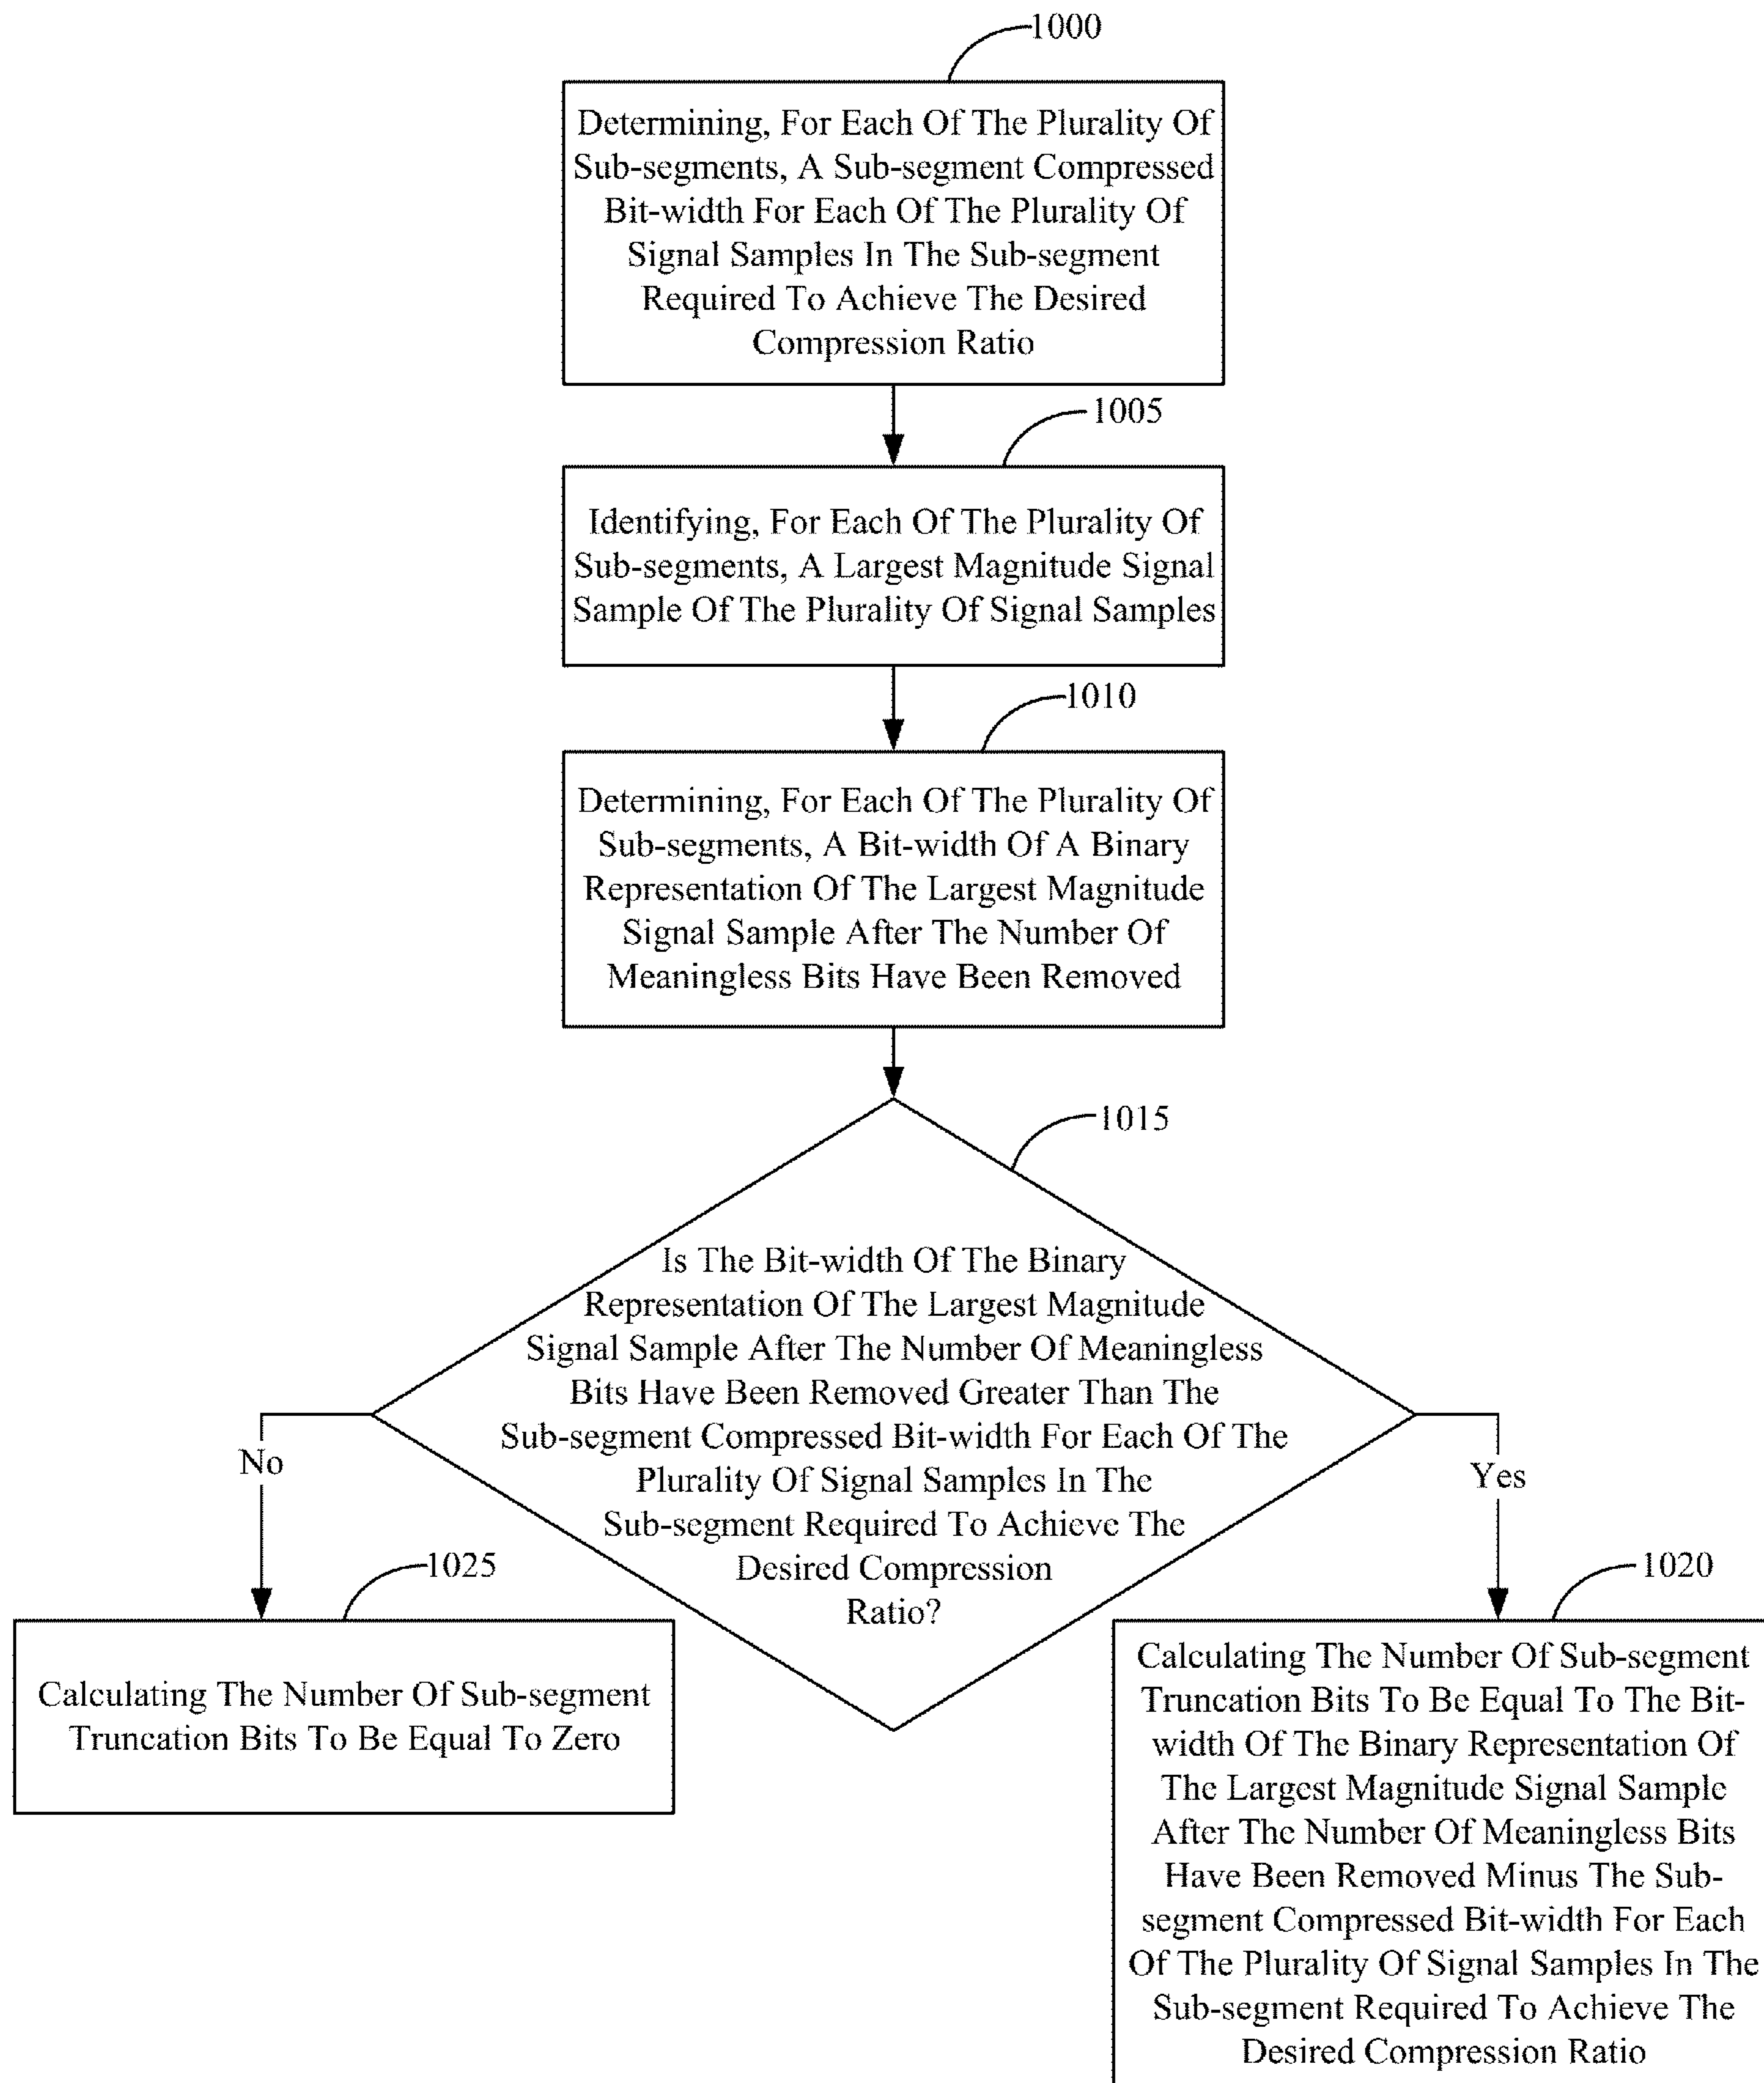 1000
Determining, For Each Of The Plurality Of
Sub-segments, A Sub-segment Compressed
Bit-width For Each Of The Plurality Of
Signal Samples In The Sub-segment
Required To Achieve The Desired
Compression Ratio
1005
Identifying, For Each Of The Plurality Of
Sub-segments, A Largest Magnitude Signal
Sample Of The Plurality Of Signal Samples
1010
Determining, For Each Of The Plurality Of
Sub-segments, A Bit-width Of A Binary
Representation Of The Largest Magnitude
Signal Sample After The Number Of
Meaningless Bits Have Been Removed
1015
Is The Bit-width Of The Binary
Representation Of The Largest Magnitude
Signal Sample After The Number Of Meaningless
Bits Have Been Removed Greater Than The
Sub-segment Compressed Bit-width For Each Of The
Plurality Of Signal Samples In The
Sub-segment Required To Achieve The
Desired Compression
Ratio?
No
Yes
1025
Calculating The Number Of Sub-segment
Truncation Bits To Be Equal To Zero
1020
Calculating The Number Of Sub-segment
Truncation Bits To Be Equal To The Bit-
width Of The Binary Representation Of
The Largest Magnitude Signal Sample
After The Number Of Meaningless Bits
Have Been Removed Minus The Sub-
segment Compressed Bit-width For Each
Of The Plurality Of Signal Samples In The
Sub-segment Required To Achieve The
Desired Compression Ratio